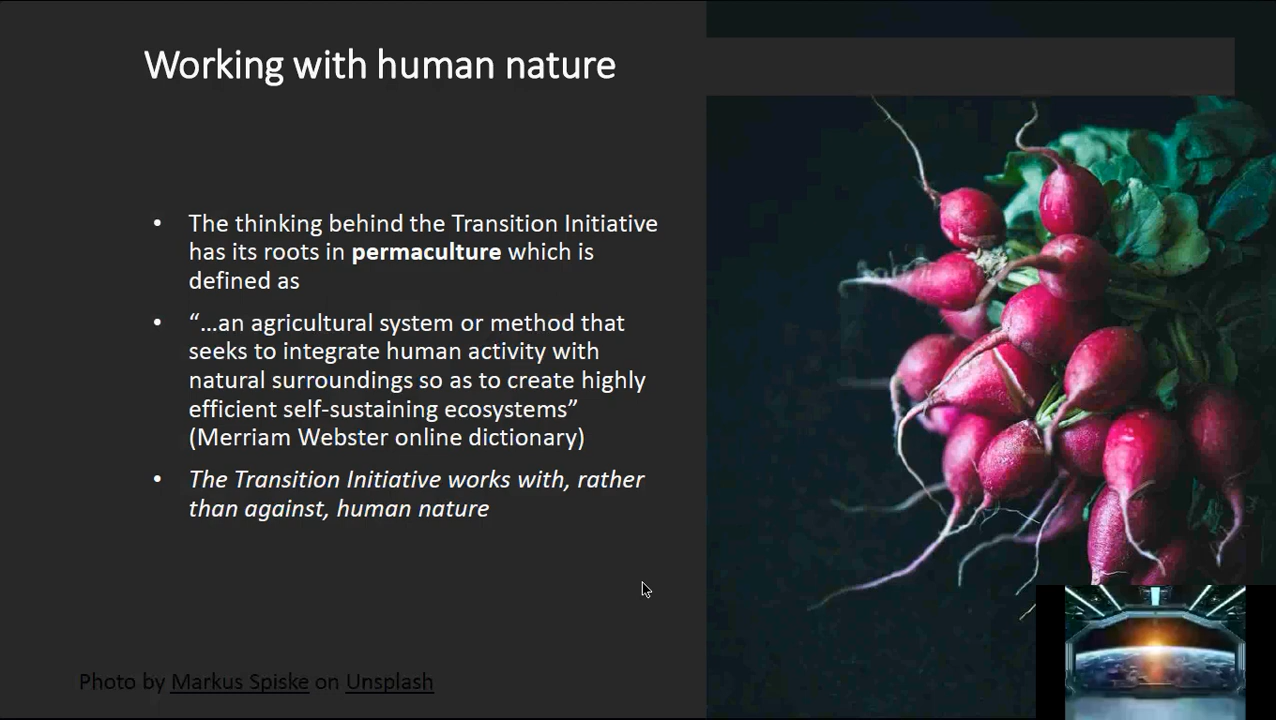 Working with human nature
• The thinking behind the Transition Initiative
has its roots in permaculture which is
defined as
• “…an agricultural system or method that
seeks to integrate human activity with
natural surroundings so as to create highly
efficient self-sustaining ecosystems”
(Merriam Webster online dictionary)
• The Transition Initiative works with, rather
than against, human nature
Photo by Markus Spiske on Unsplash